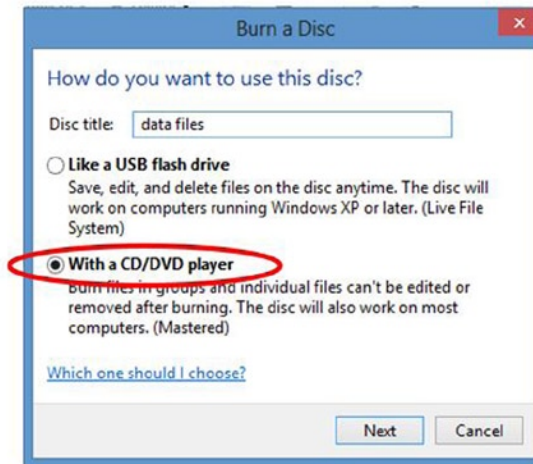 Burn a Disc
How do you want to use this disc?
Disc title: data files
Like a USB flash drive
Save, edit, and delete files on the disc anytime. The disc will
work on computers running Windows XP or later. (Live File
System)
With a CD/DVD player
Burn files in groups and individual files can't be edited or
removed after burning. The disc will also work on most
computers. (Mastered)
Which one should I choose?
Next Cancel